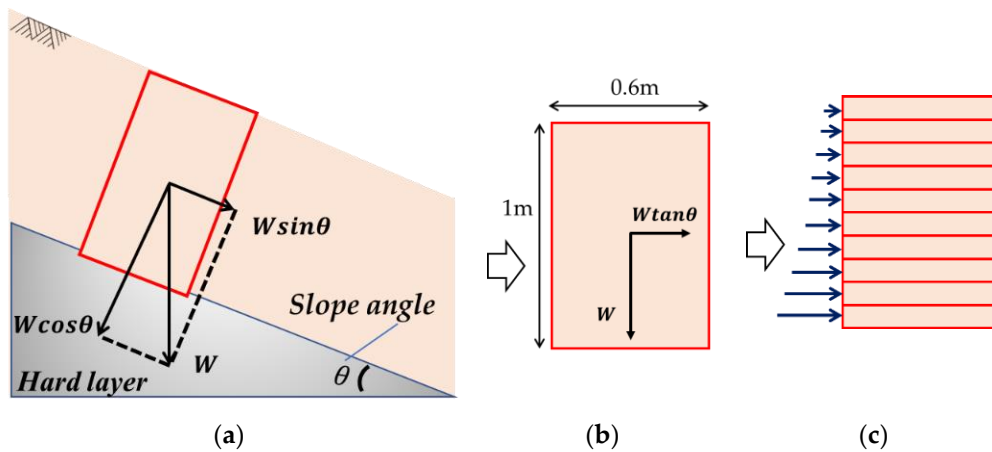 Wsinθ
Wcosθ
W
Slope angle
θ
Hard layer
(a)
0.6m
1m
Wtanθ
W
(b)
(c)